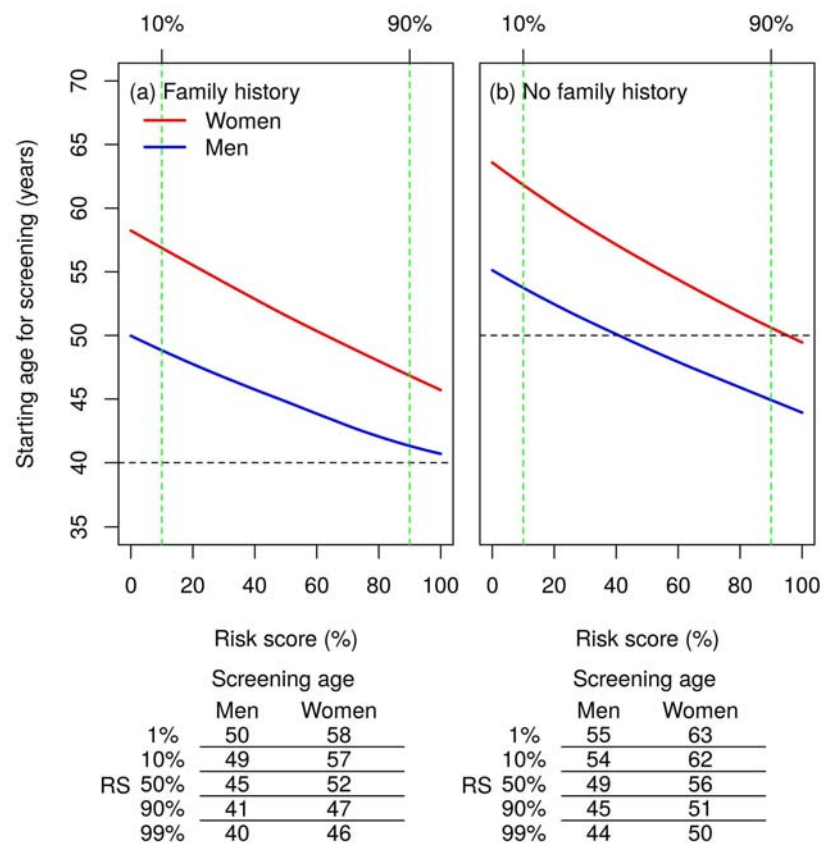 10% 90% 10% 90%
(a) Family history (b) No family history
Women
Men
Starting age for screening (years)
70
65
60
55
50
45
40
35
0 20 40 60 80 100 0 20 40 60 80 100
Risk score (%) Risk score (%)
Screening age Screening age
Men Women Men Women
1% 50 58 1% 55 63
10% 49 57 10% 54 62
RS 50% 45 52 RS 50% 49 56
90% 41 47 90% 45 51
99% 40 46 99% 44 50